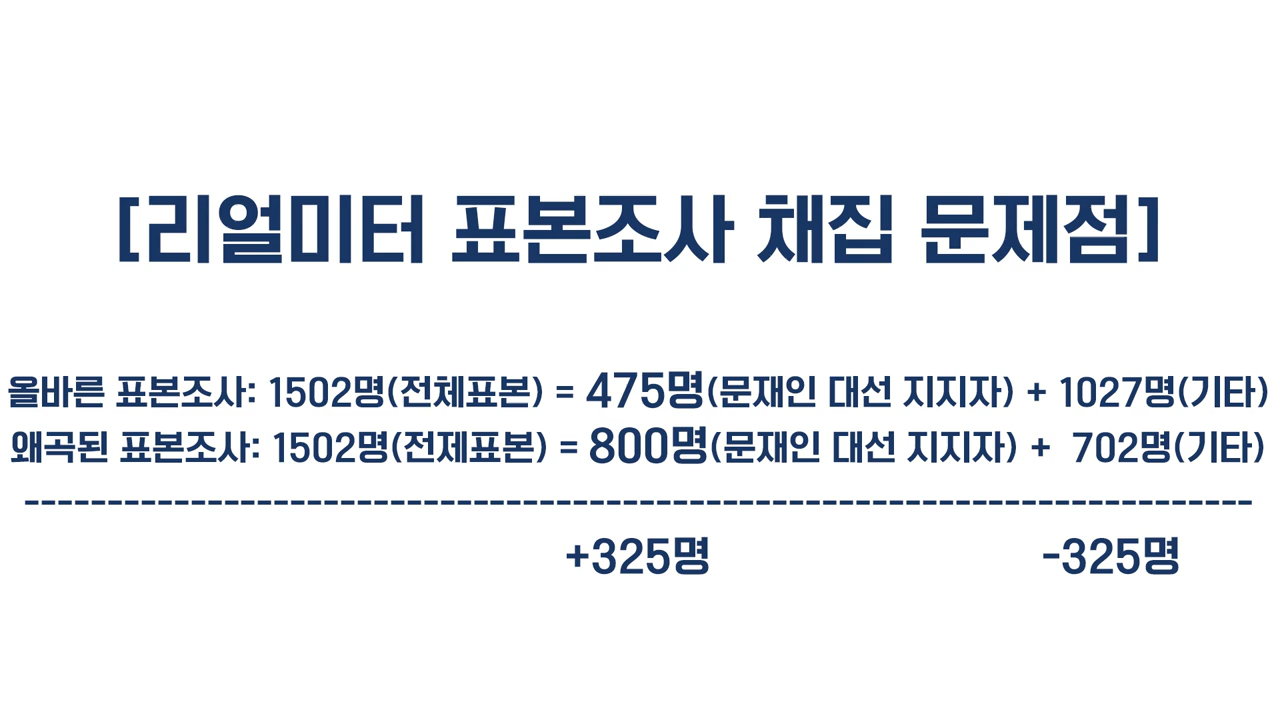 [리얼미터 표본조사 채집 문제점]
올바른 표본조사: 1502명(전체표본) = 475명(문재인 대선 지지자) + 1027명(기타)
왜곡된 표본조사: 1502명(전제표본) = 800명(문재인 대선 지지자) + 702명(기타)
--------------------------------------------------------------------------
+325명 -325명